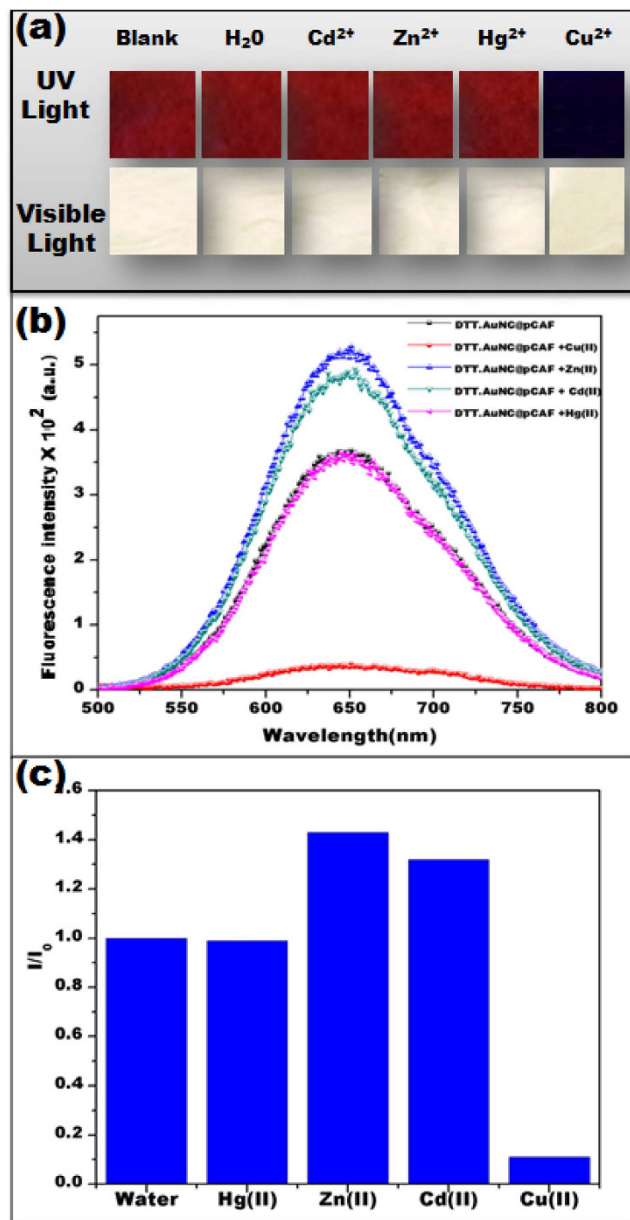 (a)
Blank H₂0 Cd²⁺ Zn²⁺ Hg²⁺ Cu²⁺
UV
Light
Visible
Light
(b)
DTT.AuNC@pCAF
DTT.AuNC@pCAF +Cu(II)
DTT.AuNC@pCAF +Zn(II)
DTT.AuNC@pCAF + Cd(II)
DTT.AuNC@pCAF +Hg(II)
Fluorescence intensity X 10² (a.u.)
5
4
3
2
1
0
500 550 600 650 700 750 800
Wavelength(nm)
(c)
1.6
1.4
1.2
1.0
0.8
0.6
0.4
0.2
0.0
I/I₀
Water Hg(II) Zn(II) Cd(II) Cu(II)